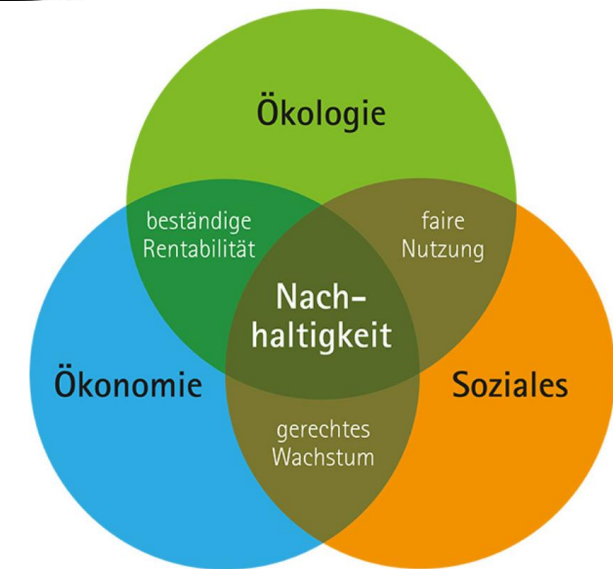 Ökologie
beständige
Rentabilität
faire
Nutzung
Nach-
haltigkeit
Ökonomie
Soziales
gerechtes
Wachstum